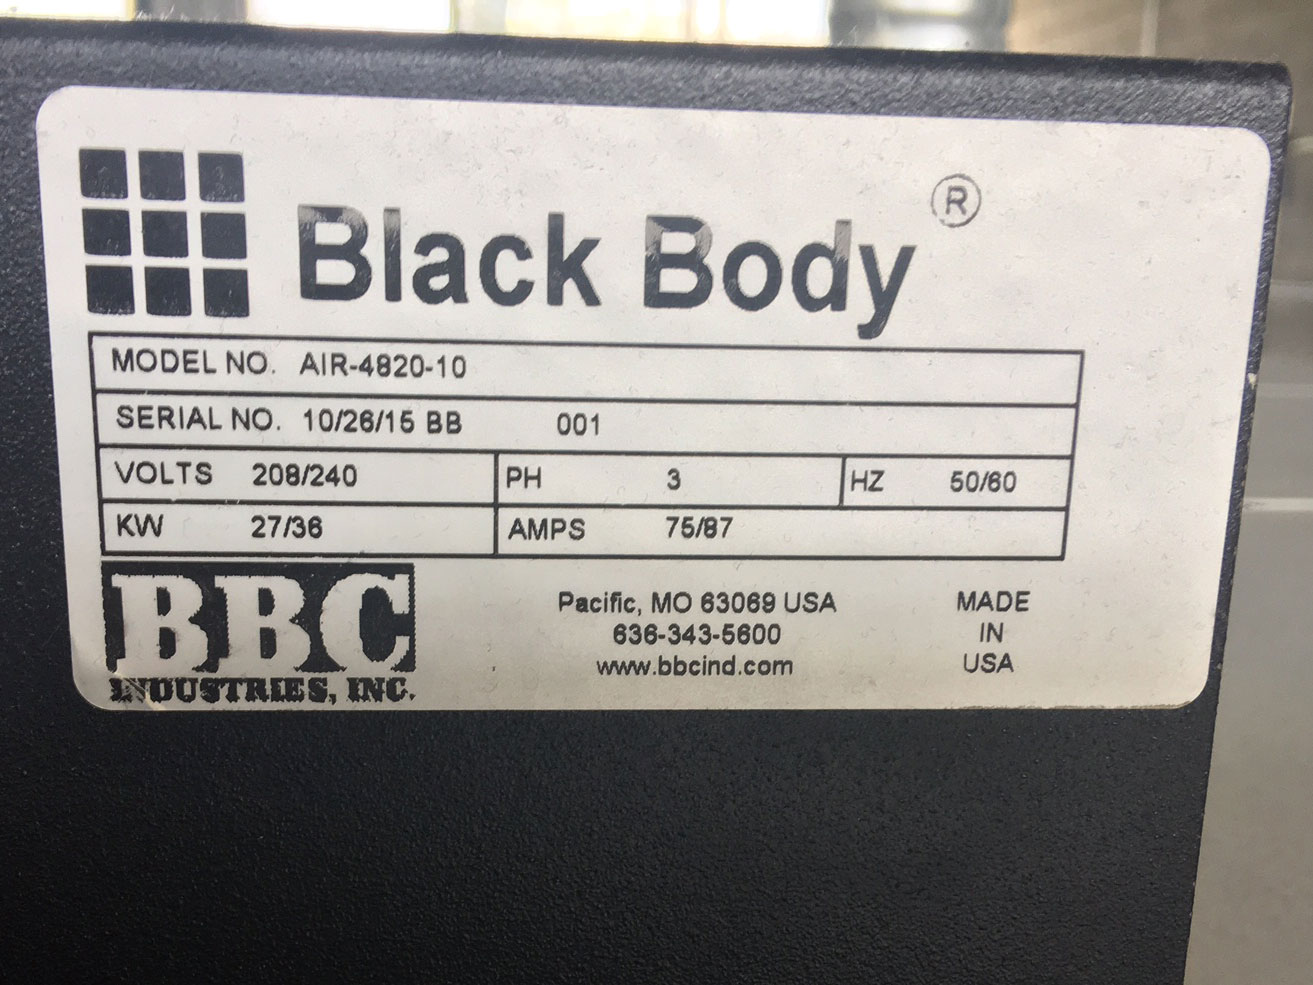 Black Body ®
MODEL NO. AIR-4820-10
SERIAL NO. 10/26/15 BB 001
VOLTS 208/240 PH 3 HZ 50/60
KW 27/36 AMPS 75/87
BBC
INDUSTRIES, INC.
Pacific, MO 63069 USA
636-343-5600
www.bbcind.com
MADE
IN
USA